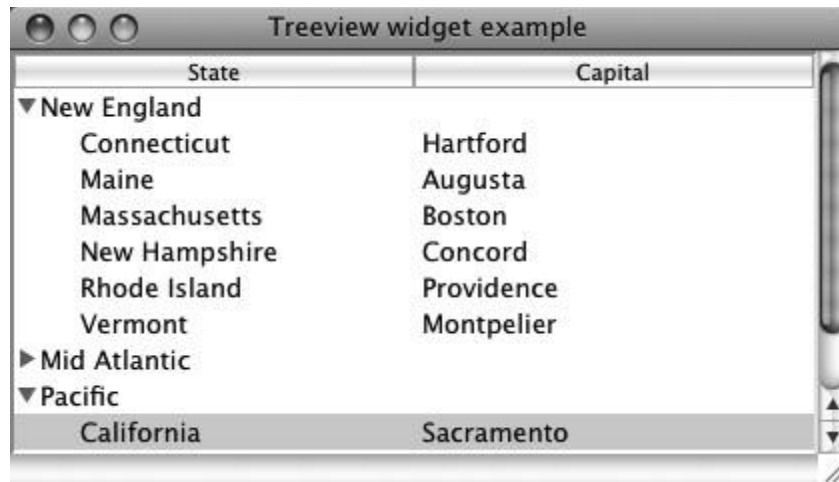 Treeview widget example
State Capital
New England
Connecticut Hartford
Maine Augusta
Massachusetts Boston
New Hampshire Concord
Rhode Island Providence
Vermont Montpelier
Mid Atlantic
Pacific
California Sacramento